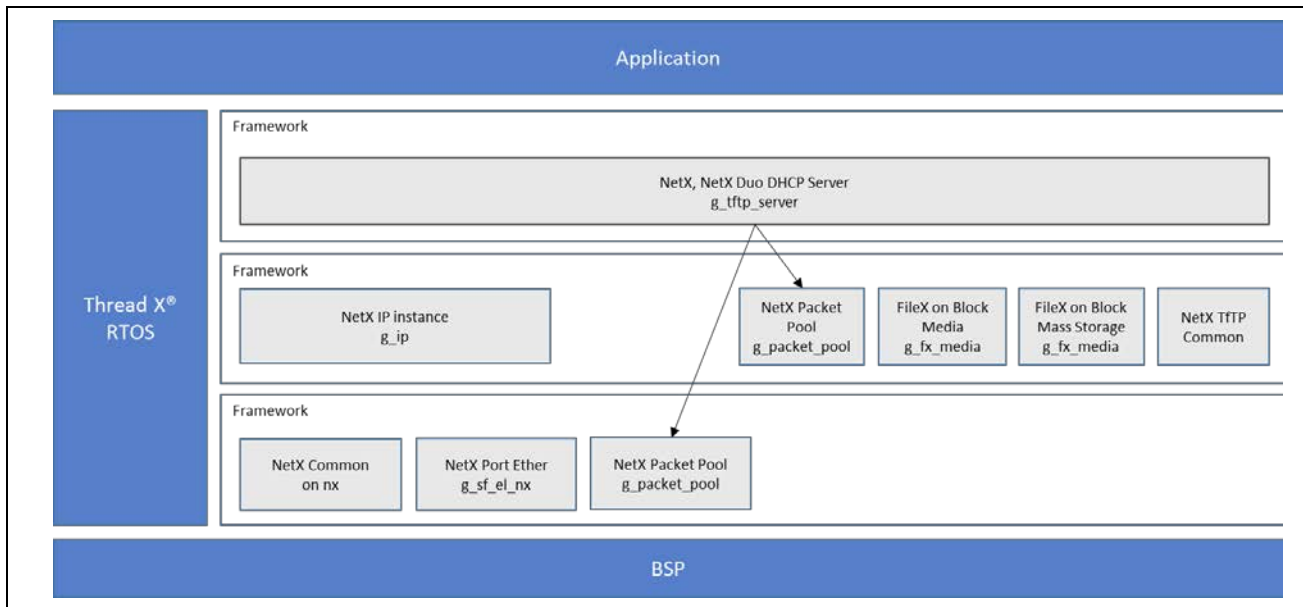 Application
Thread X®
RTOS
Framework
NetX, NetX Duo DHCP Server
g_tftp_server
Framework
NetX IP instance
g_ip
NetX Packet
Pool
g_packet_pool
FileX on Block
Media
g_fx_media
FileX on Block
Mass Storage
g_fx_media
NetX TfTP
Common
Framework
NetX Common
on nx
NetX Port Ether
g_sf_el_nx
NetX Packet Pool
g_packet_pool
BSP